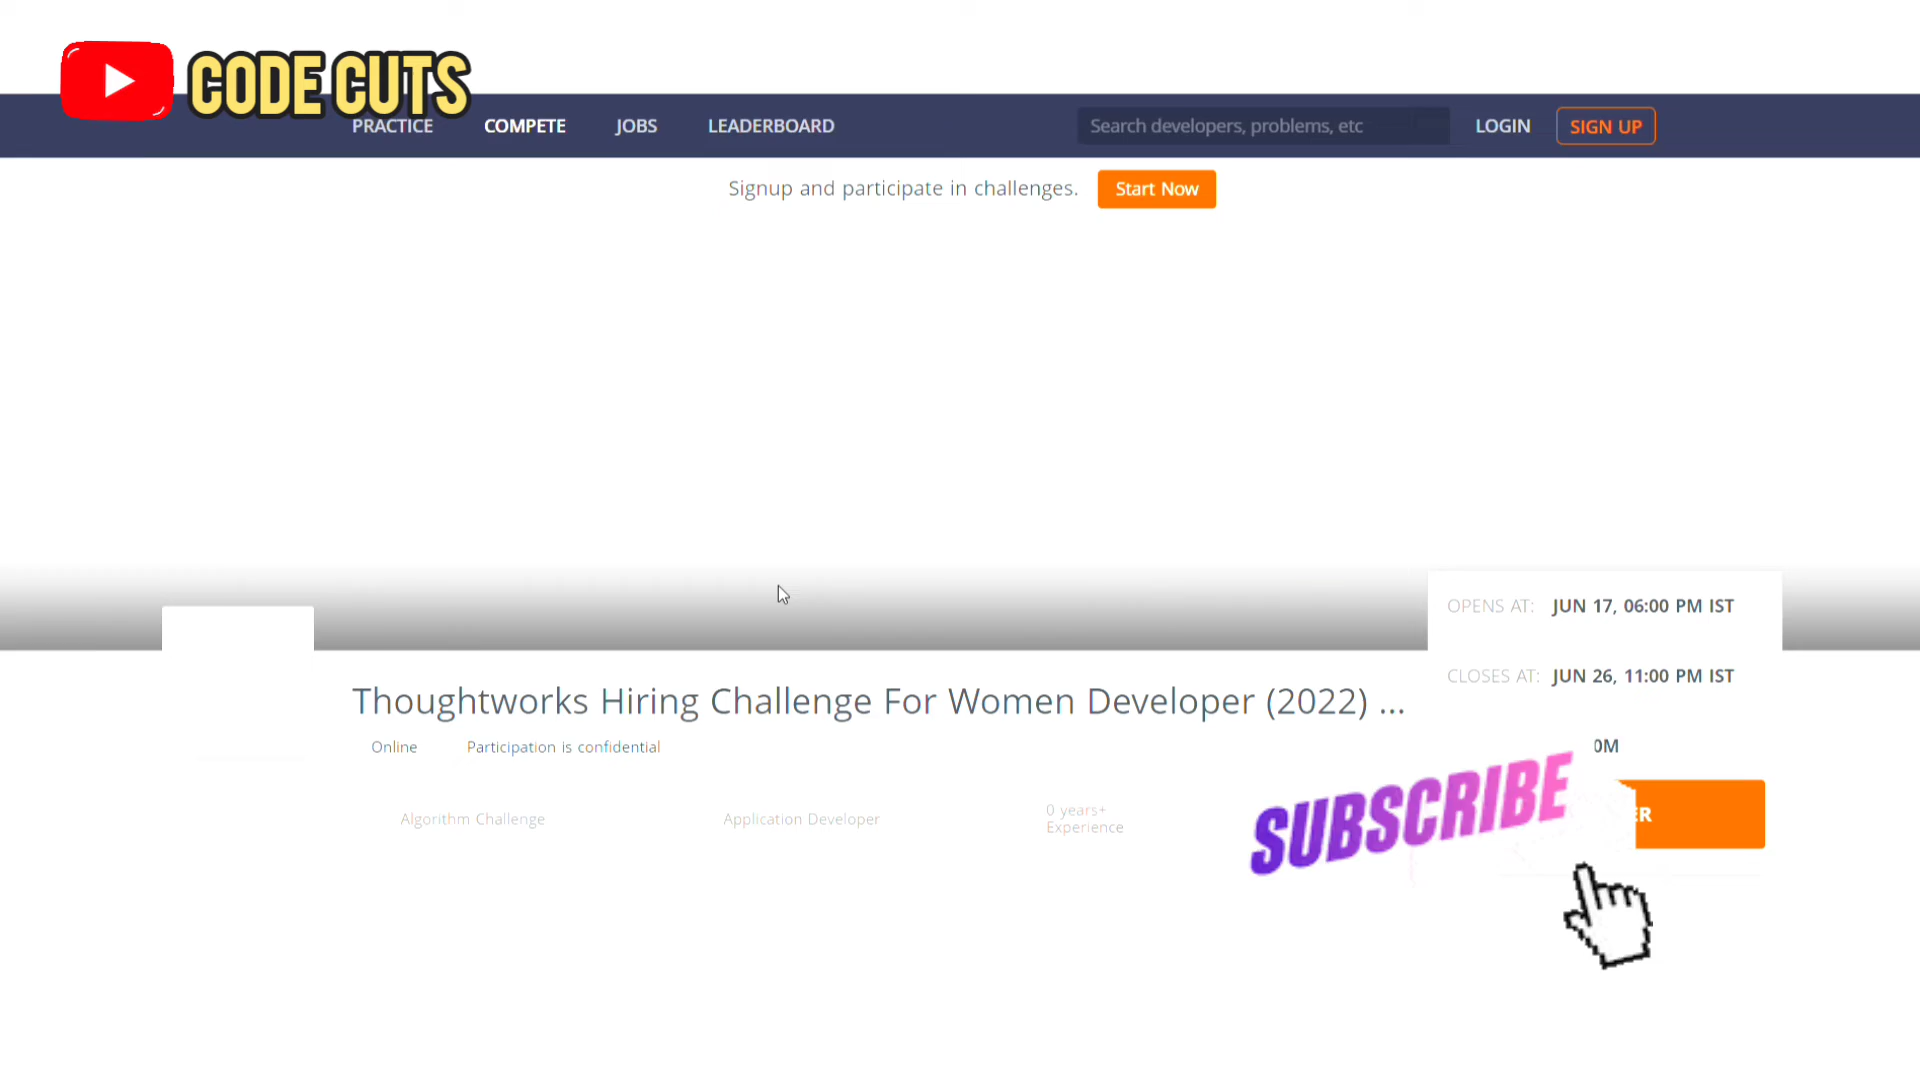 CODE CUTS
PRACTICE COMPETE JOBS LEADERBOARD Search developers, problems, etc LOGIN SIGN UP
Signup and participate in challenges. Start Now
OPENS AT: JUN 17, 06:00 PM IST
CLOSES AT: JUN 26, 11:00 PM IST
Thoughtworks Hiring Challenge For Women Developer (2022) ...
Online Participation is confidential
0M
Algorithm Challenge Application Developer 0 years+
Experience
SUBSCRIBE
ER